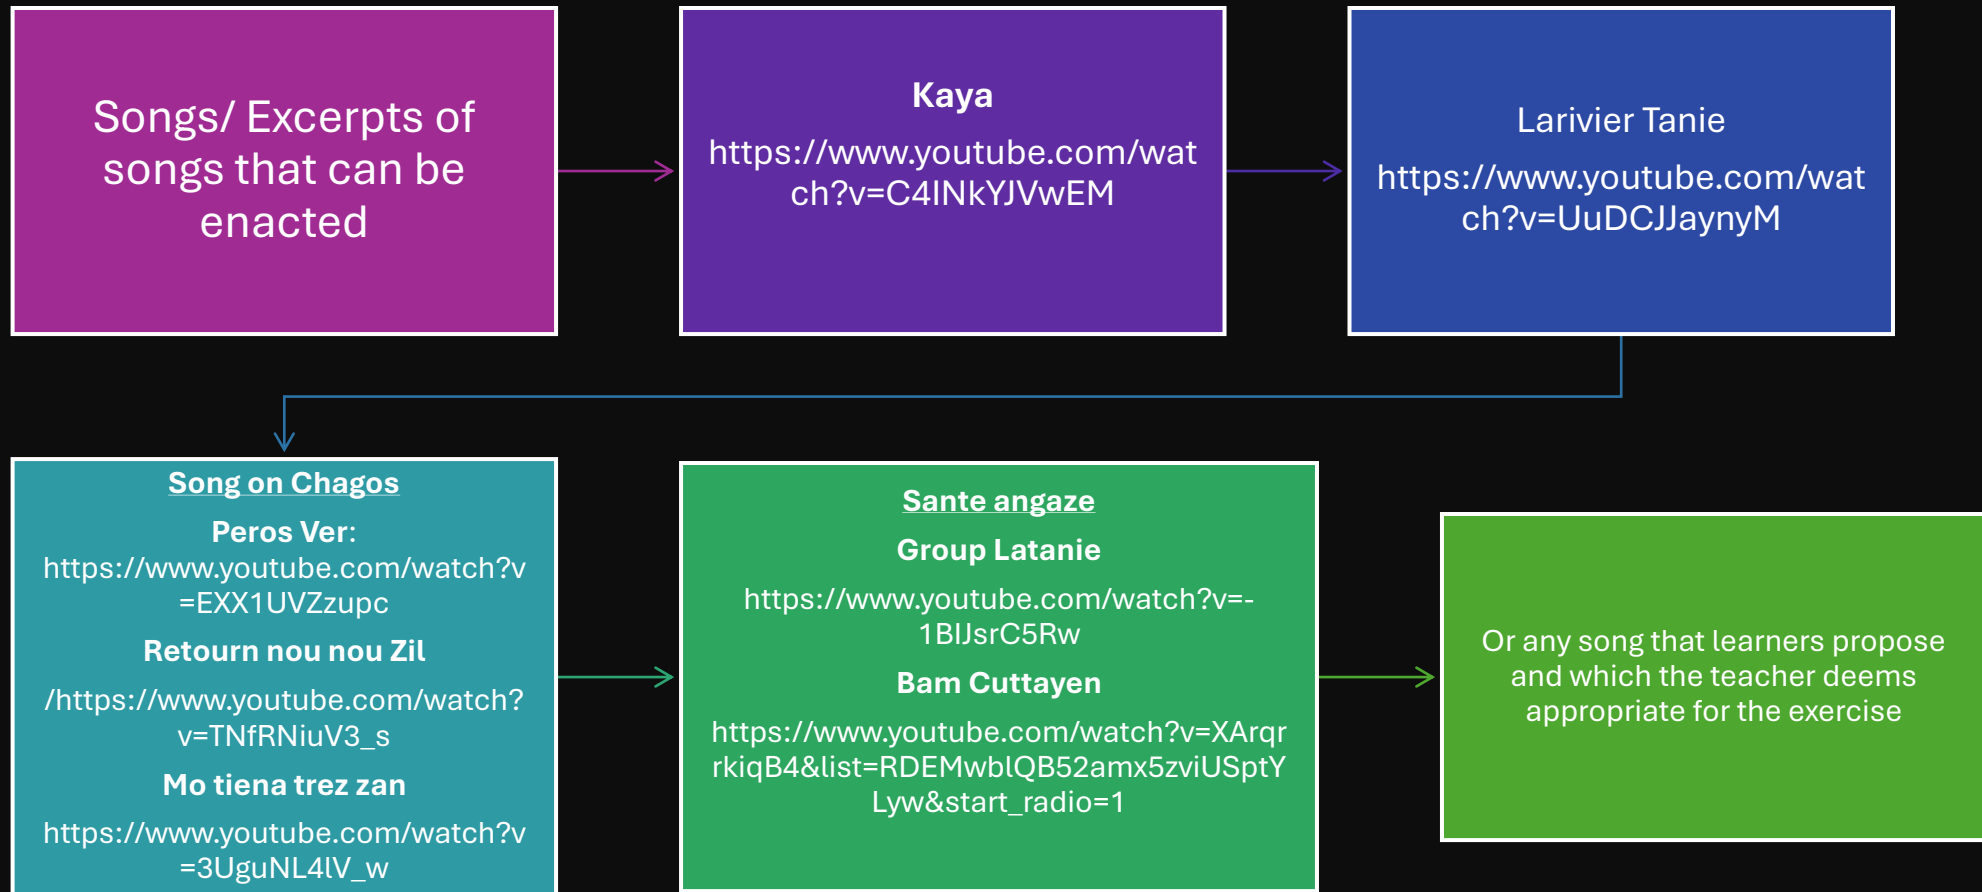 Songs/ Excerpts of
songs that can be
enacted
Kaya
https://www.youtube.com/wat
ch?v=C4INkYJVwEM
Larivier Tanie
https://www.youtube.com/wat
ch?v=UuDCJJaynyM
Song on Chagos
Peros Ver:
https://www.youtube.com/watch?v
=EXX1UVZzupc
Retourn nou nou Zil
/https://www.youtube.com/watch?
v=TNfRNiuV3_s
Mo tiena trez zan
https://www.youtube.com/watch?v
=3UguNL4lV_w
Sante angaze
Group Latanie
https://www.youtube.com/watch?v=-
1BIJsrC5Rw
Bam Cuttayen
https://www.youtube.com/watch?v=XArqr
rkiqB4&list=RDEMwblQB52amx5zviUSptY
Lyw&start_radio=1
Or any song that learners propose
and which the teacher deems
appropriate for the exercise